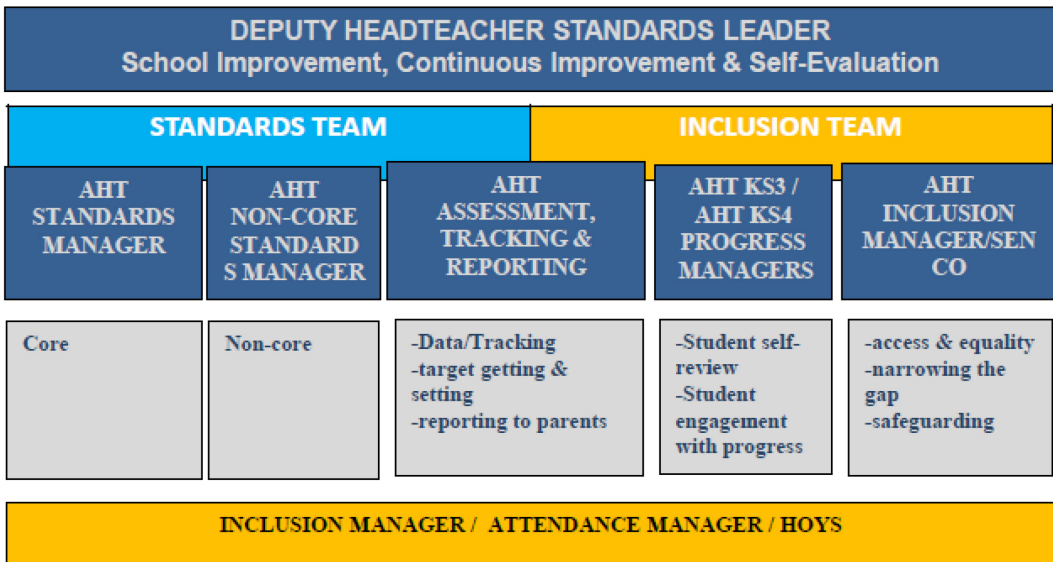 DEPUTY HEADTEACHER STANDARDS LEADER
School Improvement, Continuous Improvement & Self-Evaluation
STANDARDS TEAM
INCLUSION TEAM
AHT
STANDARDS
MANAGER
AHT
NON-CORE
STANDARD
S MANAGER
AHT
ASSESSMENT,
TRACKING &
REPORTING
AHT KS3 /
AHT KS4
PROGRESS
MANAGERS
AHT
INCLUSION
MANAGER/SEN
CO
Core
Non-core
-Data/Tracking
-target getting &
setting
-reporting to parents
-Student self-
review
-Student
engagement
with progress
-access & equality
-narrowing the
gap
-safeguarding
INCLUSION MANAGER / ATTENDANCE MANAGER / HOYS